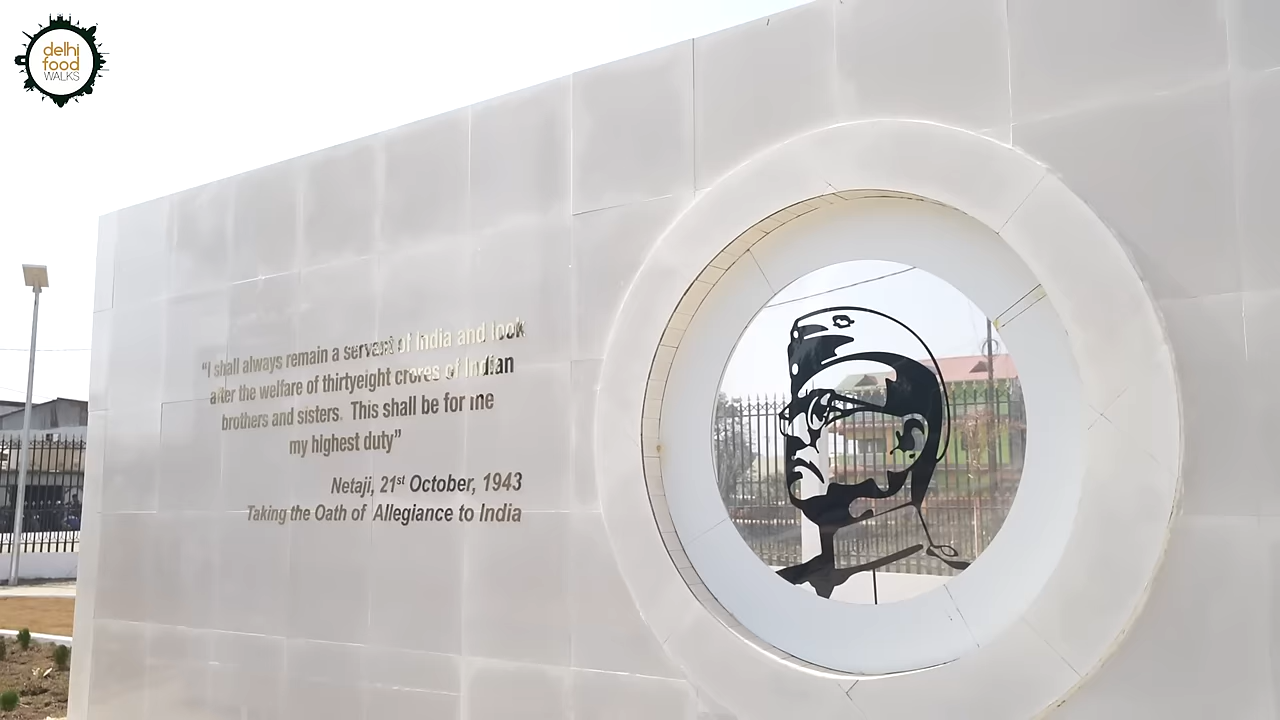 delhi
food
WALKS
“I shall always remain a servant of India and look
after the welfare of thirtyeight crores of Indian
brothers and sisters. This shall be for me
my highest duty”
Netaji, 21st October, 1943
Taking the Oath of Allegiance to India